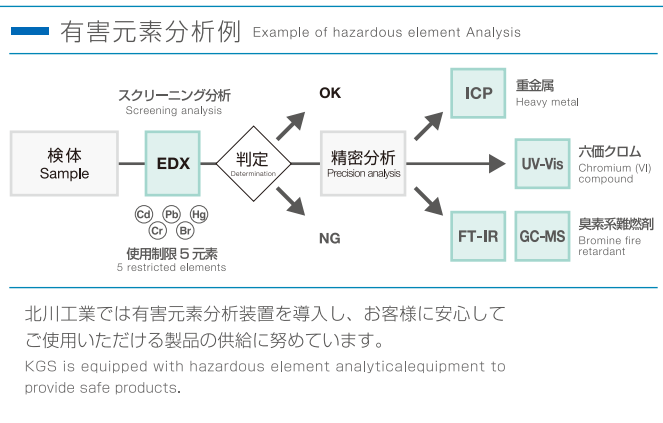 有害元素分析例 Example of hazardous element Analysis
スクリーニング分析
Screening analysis
検体
Sample
EDX
Cd Pb Hg
Cr Br
使用制限5元素
5 restricted elements
判定
Determination
OK
NG
精密分析
Precision analysis
ICP
重金属
Heavy metal
UV-Vis
六価クロム
Chromium (VI)
compound
FT-IR
GC-MS
臭素系難燃剤
Bromine fire
retardant
北川工業では有害元素分析装置を導入し、お客様に安心して
ご使用いただける製品の供給に努めています。
KGS is equipped with hazardous element analyticalequipment to
provide safe products.